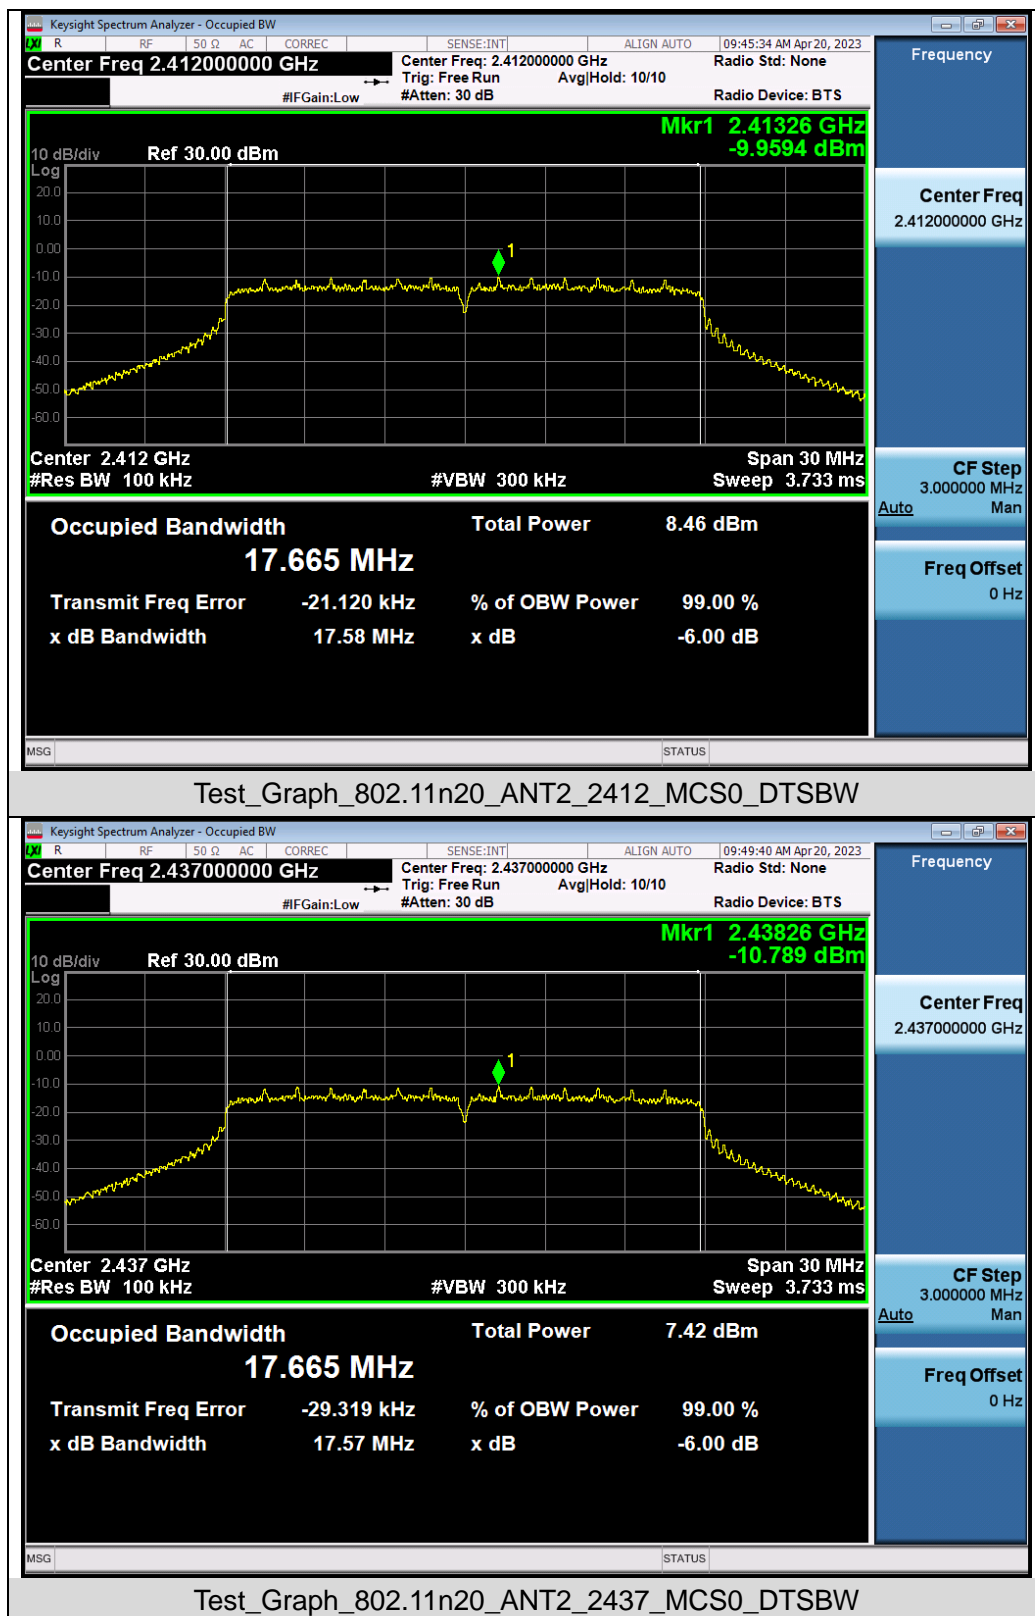 Keysight Spectrum Analyzer - Occupied BW
LXI R RF 50 Ω AC CORREC SENSE:INT ALIGN AUTO 09:45:34 AM Apr 20, 2023
Center Freq 2.412000000 GHz
Center Freq: 2.412000000 GHz
Radio Std: None
Trig: Free Run Avg|Hold: 10/10
#IFGain:Low
#Atten: 30 dB
Radio Device: BTS
Frequency
Mkr1 2.41326 GHz
-9.9594 dBm
10 dB/div Ref 30.00 dBm
Log
20.0
10.0
0.00
-10.0
-20.0
-30.0
-40.0
-50.0
-60.0
1
Center Freq
2.412000000 GHz
Center 2.412 GHz Span 30 MHz
#Res BW 100 kHz #VBW 300 kHz Sweep 3.733 ms
CF Step
3.000000 MHz
Auto Man
Occupied Bandwidth Total Power 8.46 dBm
17.665 MHz
Freq Offset
0 Hz
Transmit Freq Error -21.120 kHz % of OBW Power 99.00 %
x dB Bandwidth 17.58 MHz x dB -6.00 dB
MSG STATUS
Test_Graph_802.11n20_ANT2_2412_MCS0_DTSBW
Keysight Spectrum Analyzer - Occupied BW
LXI R RF 50 Ω AC CORREC SENSE:INT ALIGN AUTO 09:49:40 AM Apr 20, 2023
Center Freq 2.437000000 GHz
Center Freq: 2.437000000 GHz
Radio Std: None
Trig: Free Run Avg|Hold: 10/10
#IFGain:Low
#Atten: 30 dB
Radio Device: BTS
Frequency
Mkr1 2.43826 GHz
-10.789 dBm
10 dB/div Ref 30.00 dBm
Log
20.0
10.0
0.00
-10.0
-20.0
-30.0
-40.0
-50.0
-60.0
1
Center Freq
2.437000000 GHz
Center 2.437 GHz Span 30 MHz
#Res BW 100 kHz #VBW 300 kHz Sweep 3.733 ms
CF Step
3.000000 MHz
Auto Man
Occupied Bandwidth Total Power 7.42 dBm
17.665 MHz
Freq Offset
0 Hz
Transmit Freq Error -29.319 kHz % of OBW Power 99.00 %
x dB Bandwidth 17.57 MHz x dB -6.00 dB
MSG STATUS
Test_Graph_802.11n20_ANT2_2437_MCS0_DTSBW